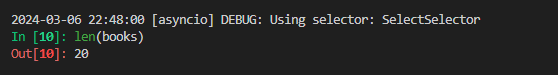 2024-03-06 22:48:00 [asyncio] DEBUG: Using selector: SelectSelector
In [10]: len(books)
Out[10]: 20